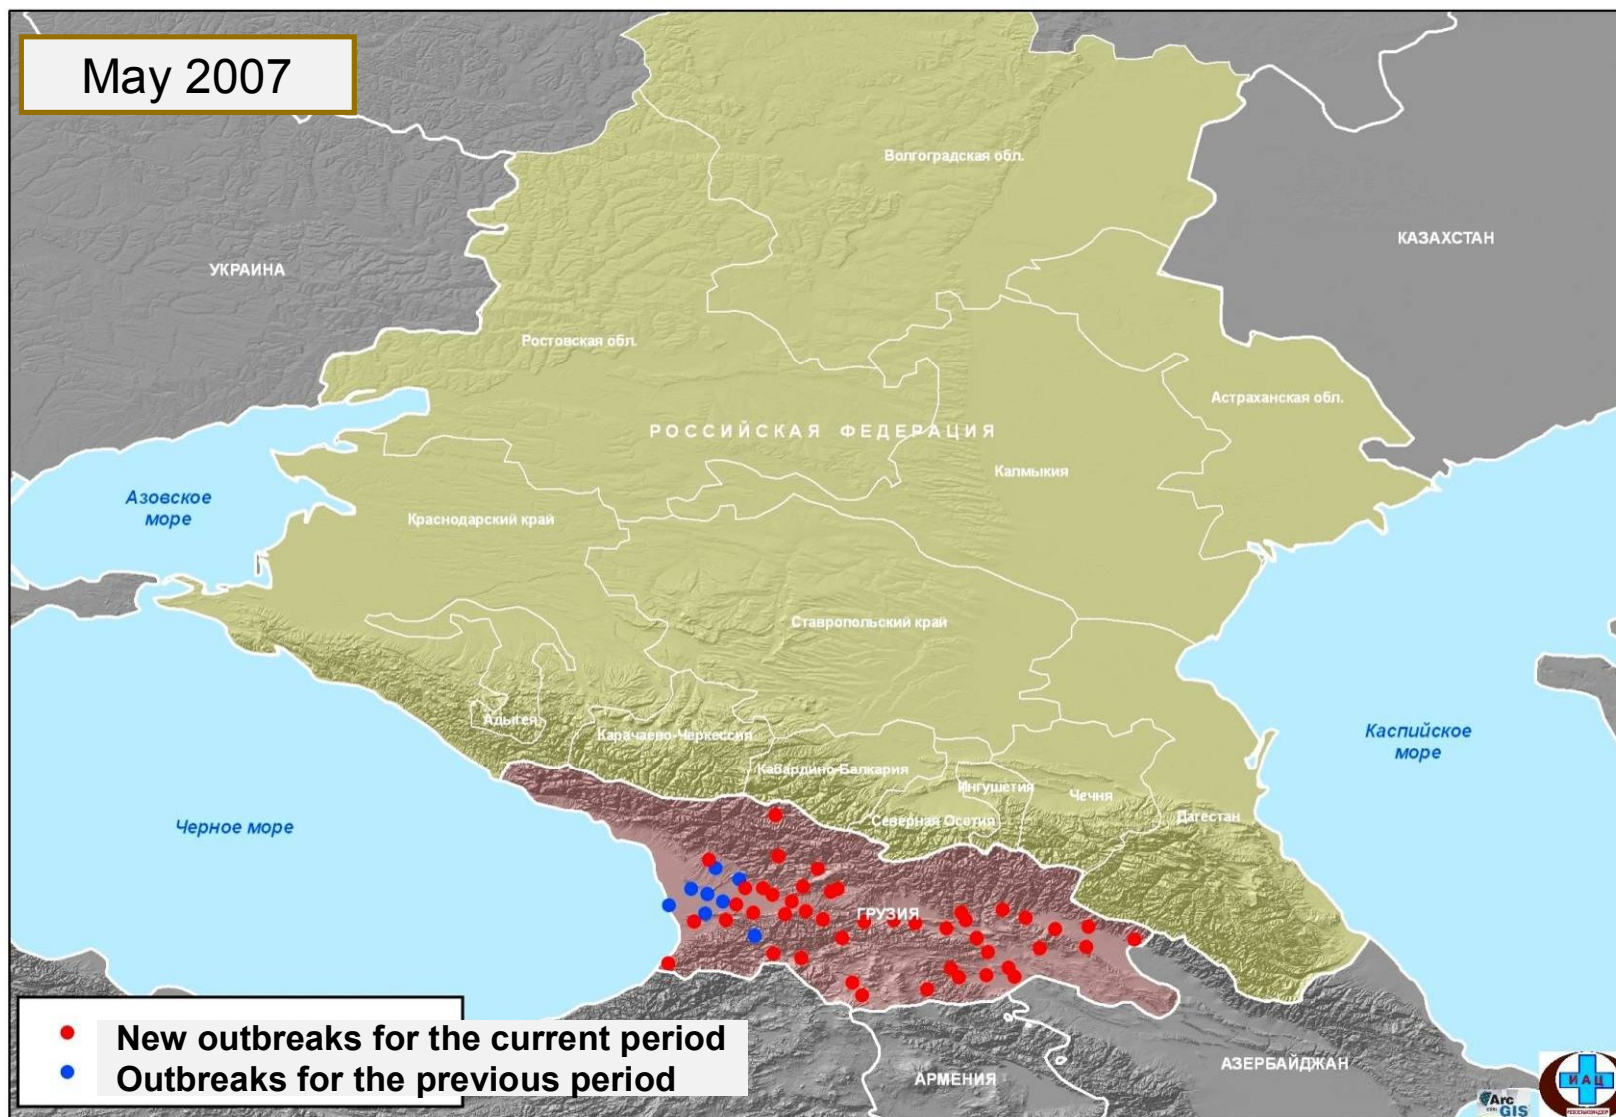 May 2007
Волгоградская обл.
КАЗАХСТАН
УКРАИНА
Ростовская обл.
Астраханская обл.
РОССИЙСКАЯ ФЕДЕРАЦИЯ
Калмыкия
Азовское
море
Краснодарский край
Ставропольский край
Адыгея
Карачаево-Черкессия
Каспийское
море
Кабардино-Балкария
Ингушетия
Чечня
Северная Осетия
Дагестан
Черное море
ГРУЗИЯ
New outbreaks for the current period
Outbreaks for the previous period
АРМЕНИЯ
АЗЕРБАЙДЖАН
ИАЦ
Arc
GIS